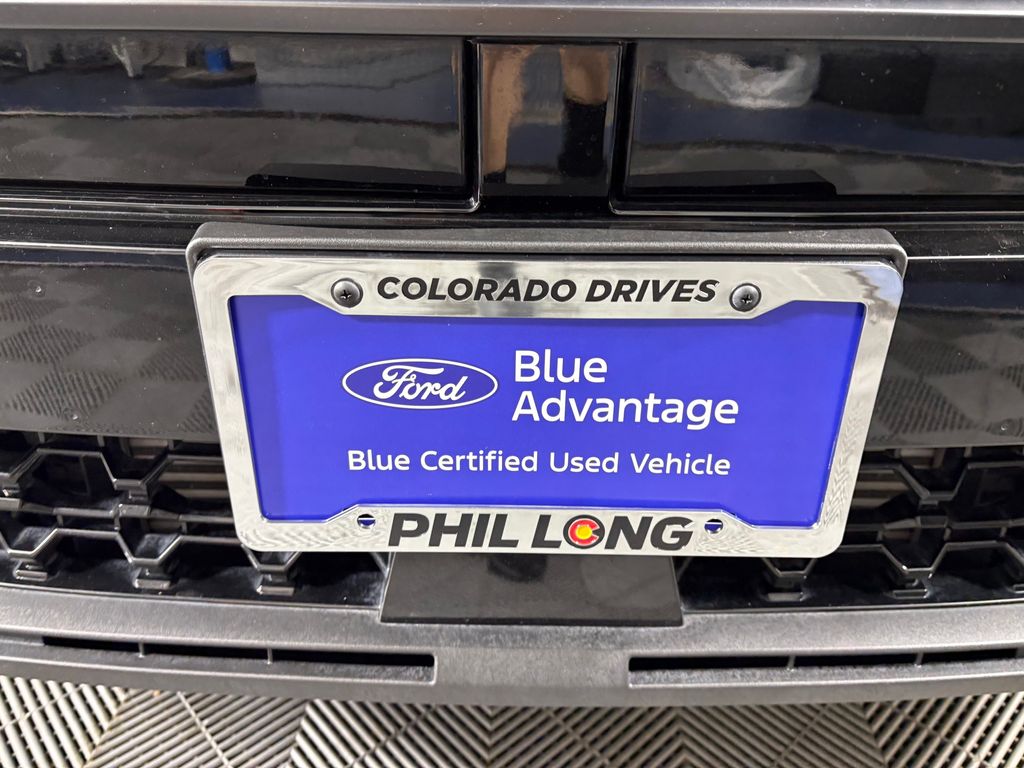 COLORADO DRIVES
Ford
Blue
Advantage
Blue Certified Used Vehicle
PHIL LONG